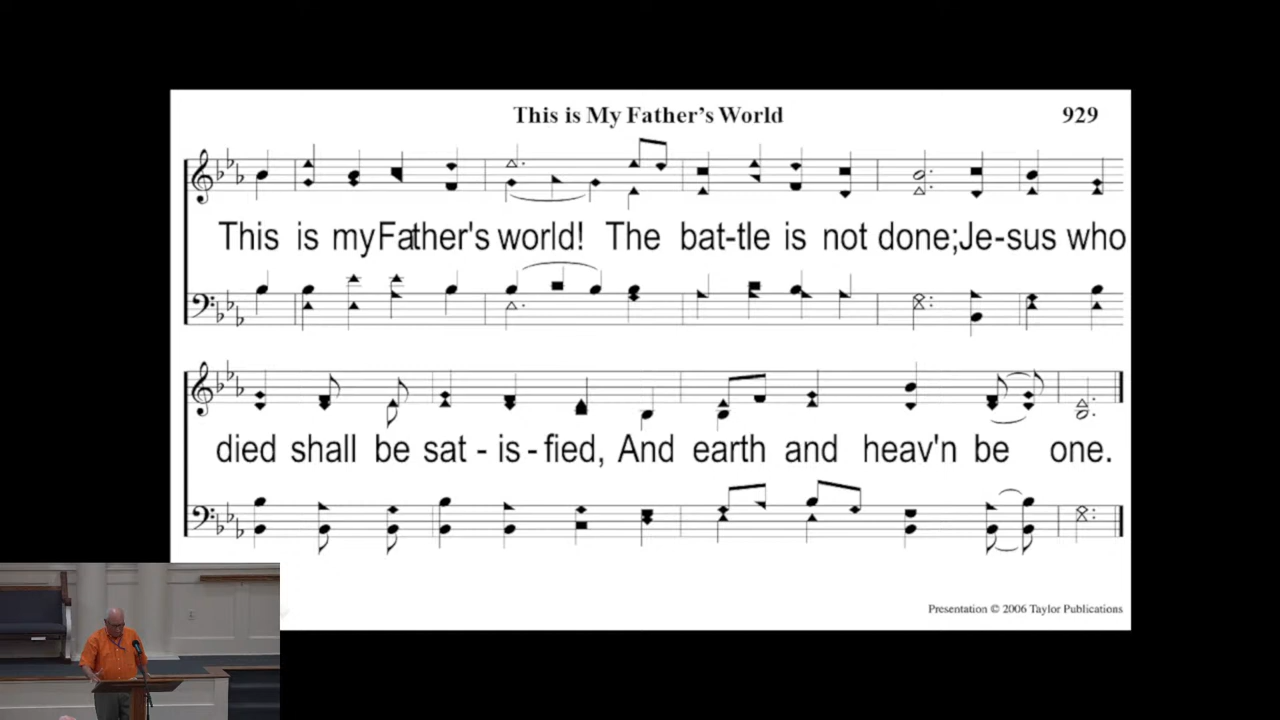 This is My Father's World 929
This is my Father's world! The bat-tle is not done;Je-sus who
died shall be sat - is - fied, And earth and heav'n be one.
Presentation © 2006 Taylor Publications